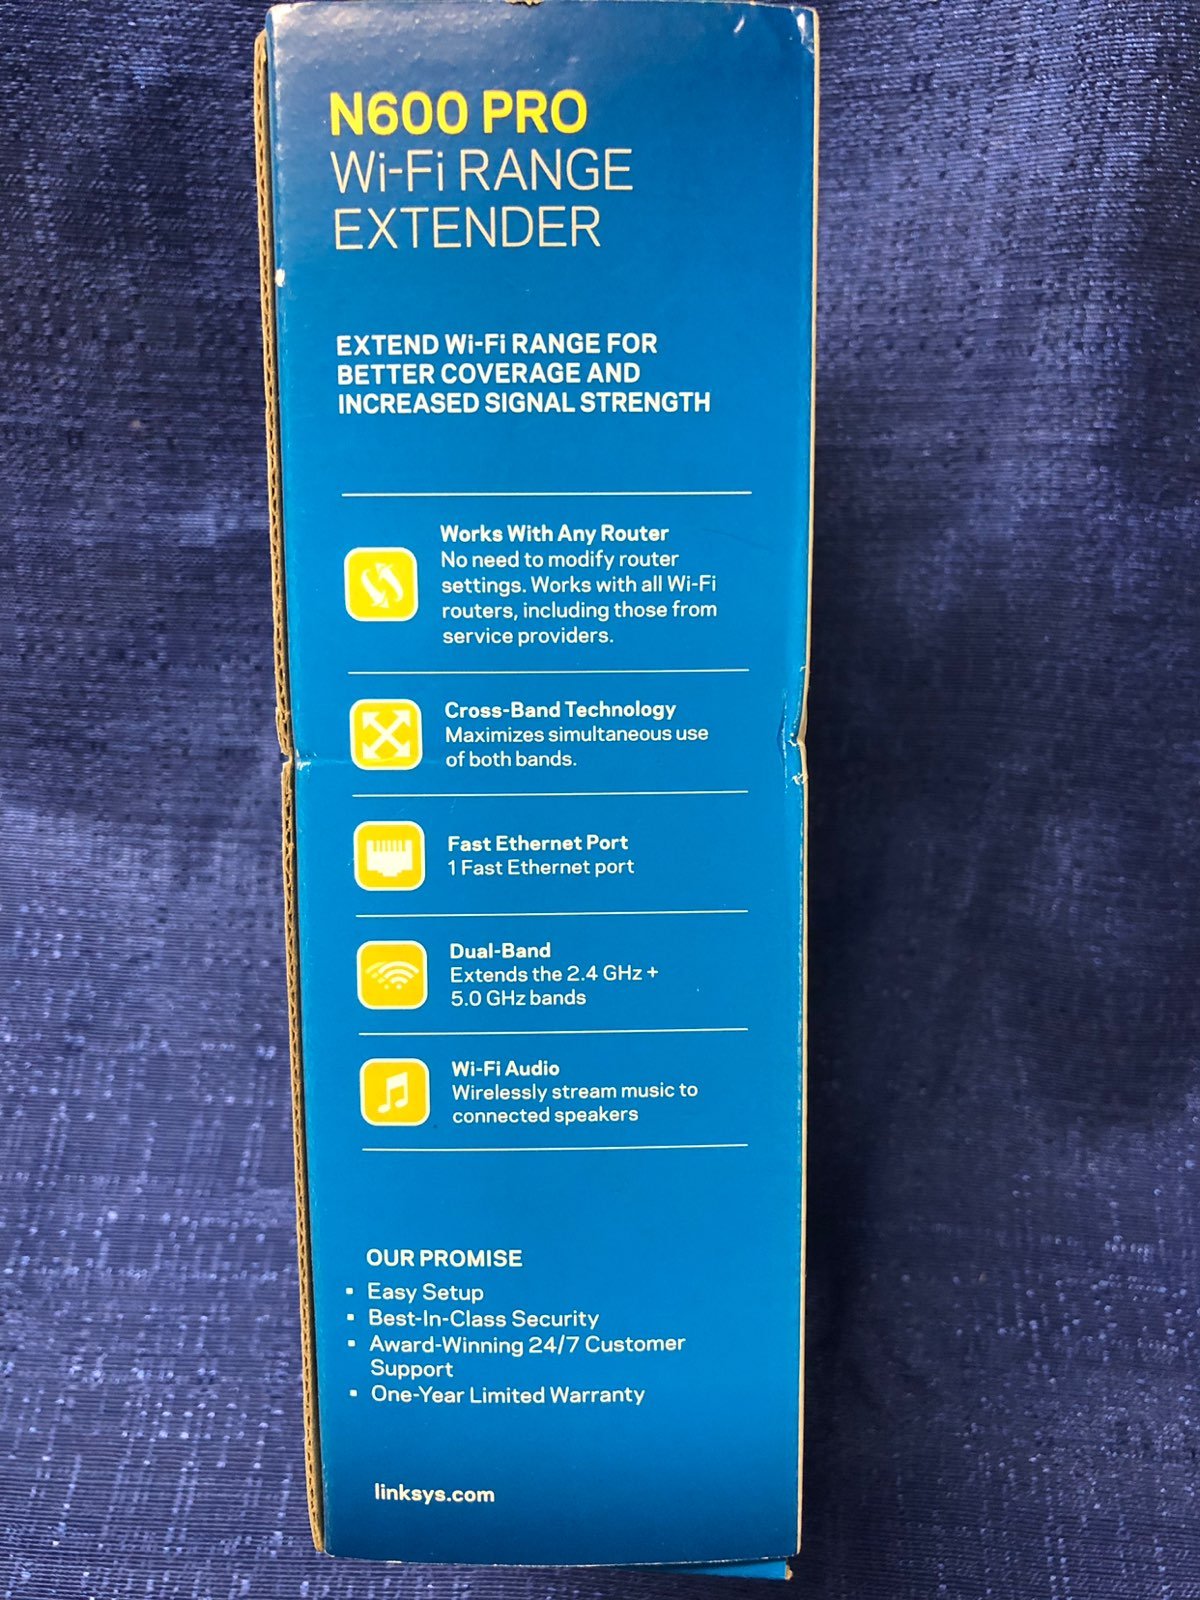 N600 PRO
Wi-Fi RANGE
EXTENDER
EXTEND Wi-Fi RANGE FOR
BETTER COVERAGE AND
INCREASED SIGNAL STRENGTH
Works With Any Router
No need to modify router
settings. Works with all Wi-Fi
routers, including those from
service providers.
Cross-Band Technology
Maximizes simultaneous use
of both bands.
Fast Ethernet Port
1 Fast Ethernet port
Dual-Band
Extends the 2.4 GHz +
5.0 GHz bands
Wi-Fi Audio
Wirelessly stream music to
connected speakers
OUR PROMISE
▪ Easy Setup
▪ Best-In-Class Security
▪ Award-Winning 24/7 Customer
Support
▪ One-Year Limited Warranty
linksys.com